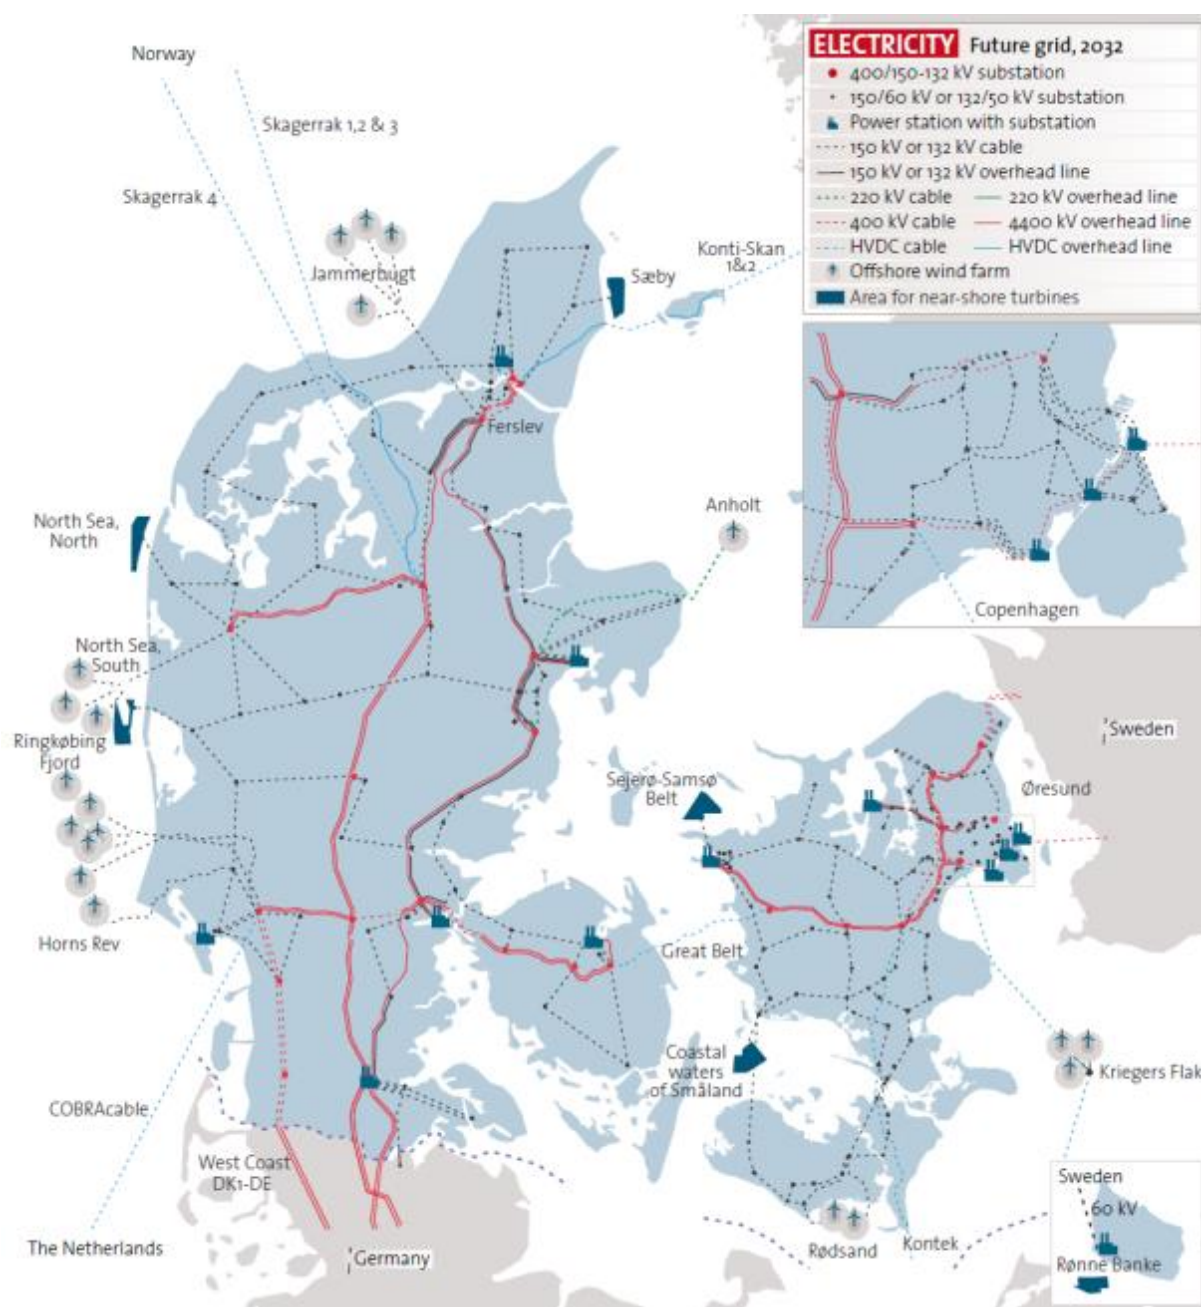 ELECTRICITY Future grid, 2032
400/150-132 kV substation
150/60 kV or 132/50 kV substation
Power station with substation
150 kV or 132 kV cable
150 kV or 132 kV overhead line
220 kV cable 220 kV overhead line
400 kV cable 4400 kV overhead line
HVDC cable HVDC overhead line
Offshore wind farm
Area for near-shore turbines
Norway
Skagerrak 1,2 & 3
Skagerrak 4
Jammerbugt
Konti-Skan
1&2
Sæby
Ferslev
Anholt
North Sea,
North
Copenhagen
North Sea,
South
Ringkøbing
Fjord
Sweden
Sejerø-Samsø
Belt
Øresund
Horns Rev
Great Belt
Coastal
waters
of Småland
Kriegers Flak
COBRAcable
West Coast
DK1-DE
Sweden
60 kV
Rønne Banke
The Netherlands
Germany
Rødsand
Kontek